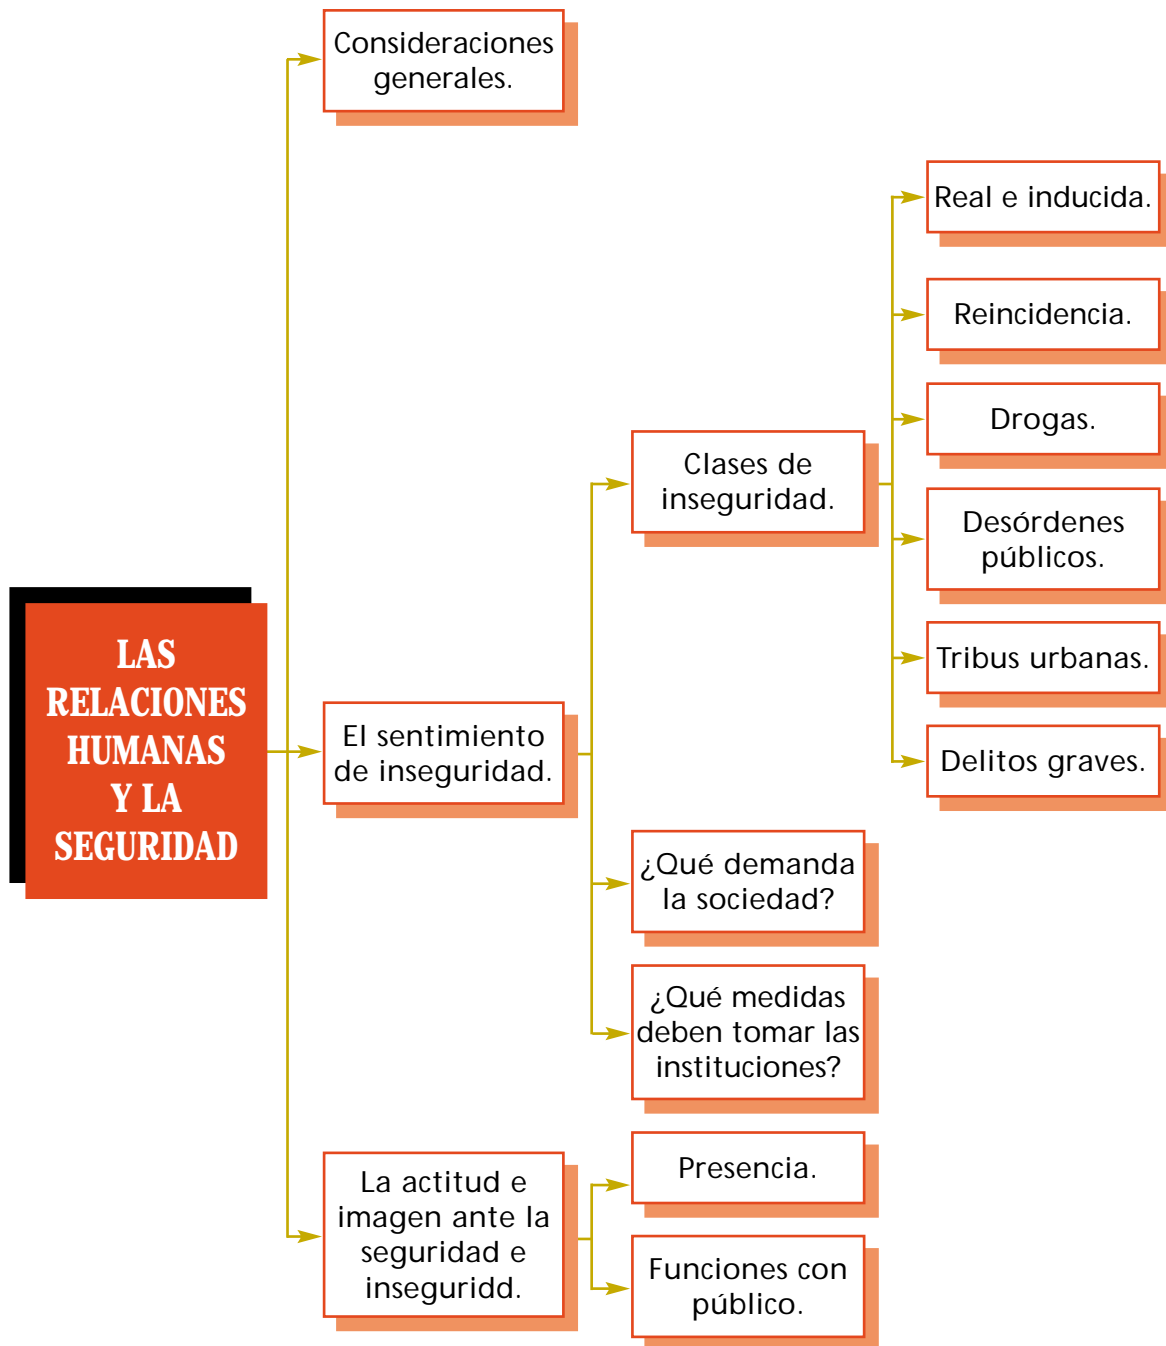 Consideraciones
generales.
Real e inducida.
Reincidencia.
Drogas.
Clases de
inseguridad.
Desórdenes
públicos.
Tribus urbanas.
Delitos graves.
LAS
RELACIONES
HUMANAS
Y LA
SEGURIDAD
El sentimiento
de inseguridad.
¿Qué demanda
la sociedad?
¿Qué medidas
deben tomar las
instituciones?
La actitud e
imagen ante la
seguridad e
inseguridd.
Presencia.
Funciones con
público.